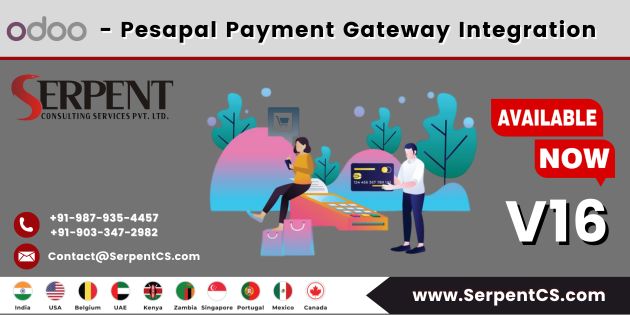 odoo - Pesapal Payment Gateway Integration
SERPENT
CONSULTING SERVICES PVT. LTD.
AVAILABLE
NOW
V16
+91-987-935-4457
+91-903-347-2982
Contact@SerpentCS.com
India USA Belgium UAE Kenya Zambia Singapore Portugal Mexico Canada
www.SerpentCS.com